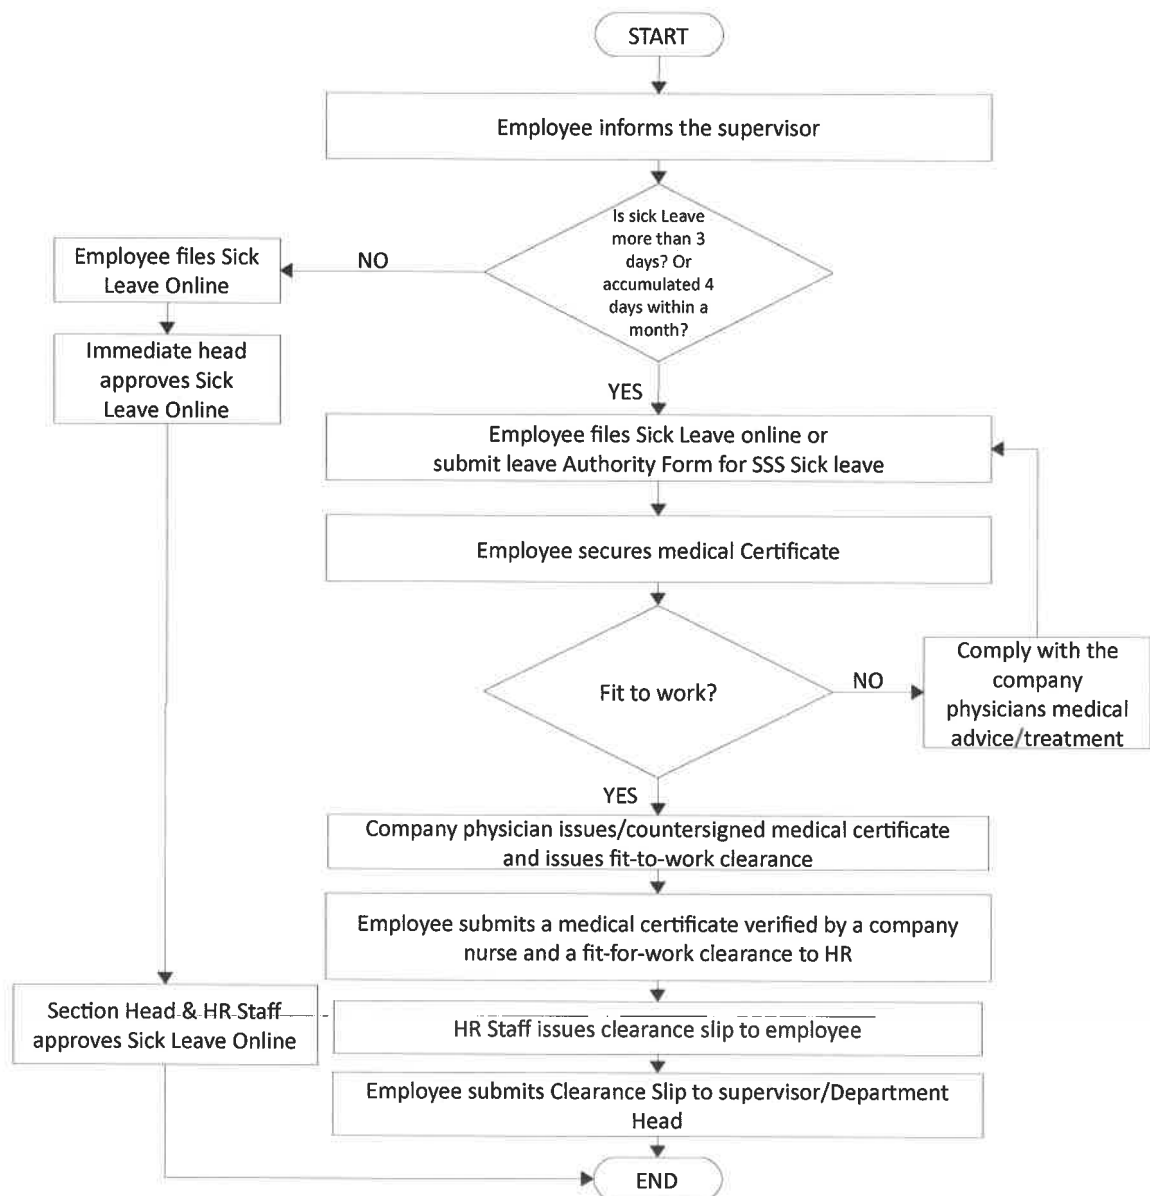 START
Employee informs the supervisor
Is sick Leave
more than 3
days? Or
accumulated 4
days within a
month?
NO
Employee files Sick
Leave Online
Immediate head
approves Sick
Leave Online
YES
Employee files Sick Leave online or
submit leave Authority Form for SSS Sick leave
Employee secures medical Certificate
Fit to work?
NO
Comply with the
company
physicians medical
advice/treatment
YES
Company physician issues/countersigned medical certificate
and issues fit-to-work clearance
Employee submits a medical certificate verified by a company
nurse and a fit-for-work clearance to HR
Section Head & HR Staff
approves Sick Leave Online
HR Staff issues clearance slip to employee
Employee submits Clearance Slip to supervisor/Department
Head
END